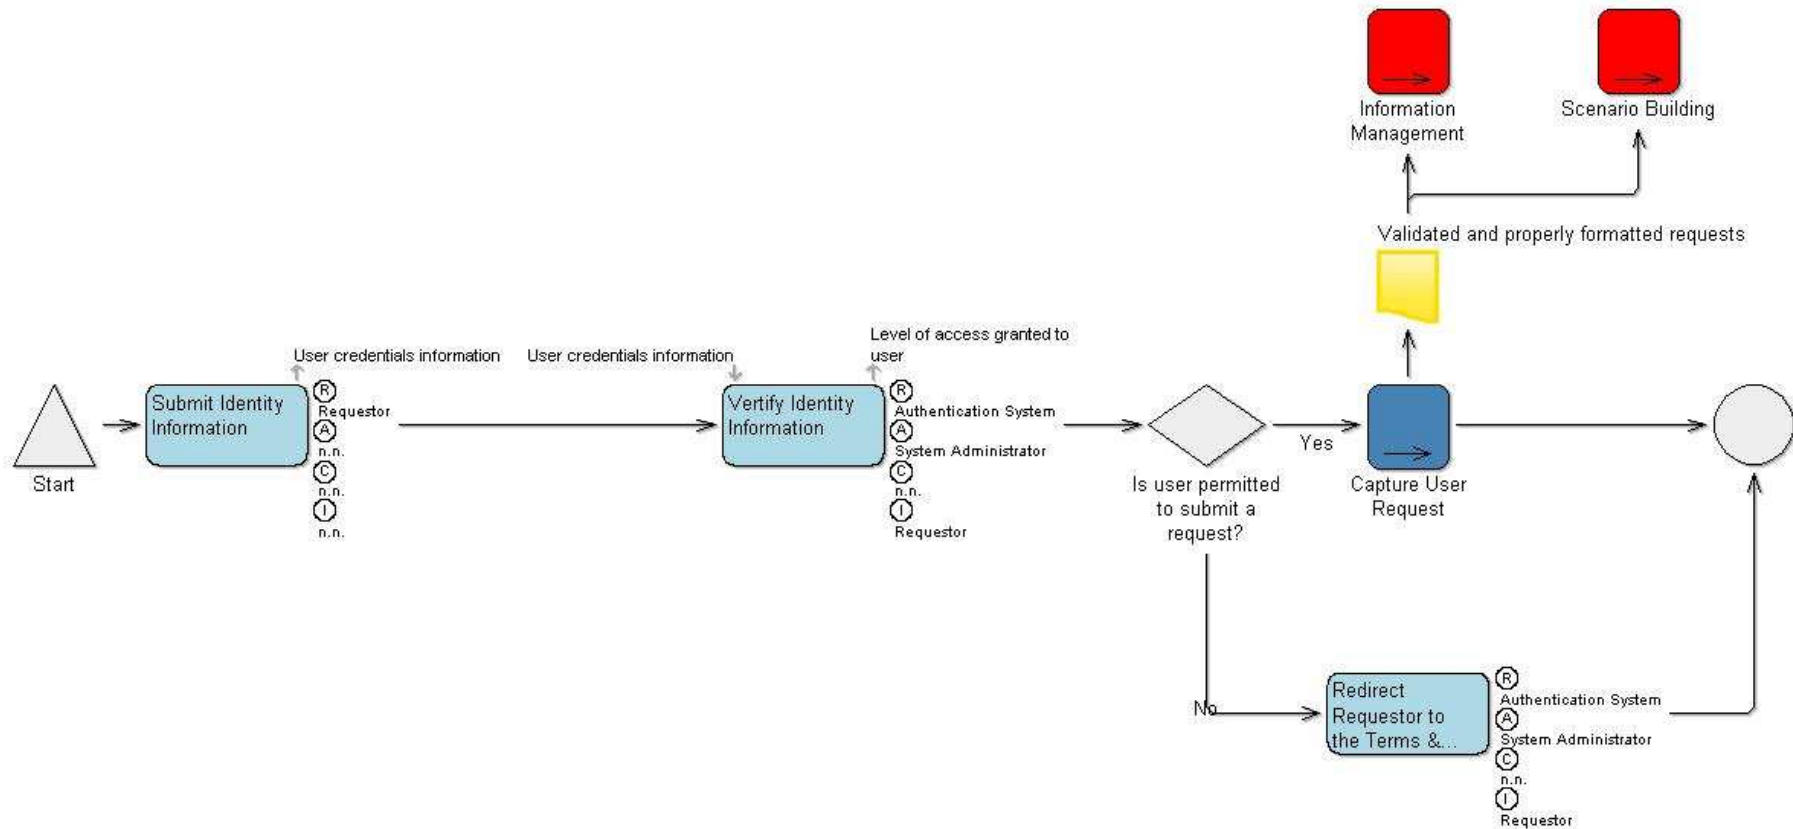 Information
Management
Scenario Building
Validated and properly formatted requests
User credentials information
User credentials information
Level of access granted to
user
Start
Submit Identity
Information
R
Requestor
A
n.n.
C
n.n.
I
n.n.
Vertify Identity
Information
R
Authentication System
A
System Administrator
C
n.n.
I
Requestor
Is user permitted
to submit a
request?
Yes
Capture User
Request
No
Redirect
Requestor to
the Terms &...
R
Authentication System
A
System Administrator
C
n.n.
I
Requestor